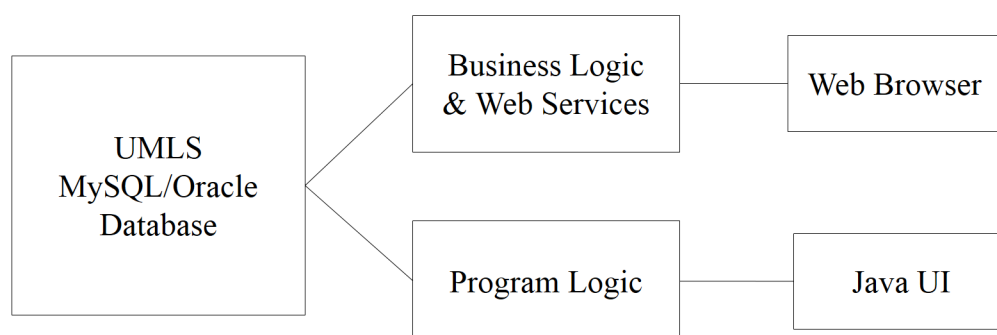 UMLS
MySQL/Oracle
Database
Business Logic
& Web Services
Web Browser
Program Logic
Java UI